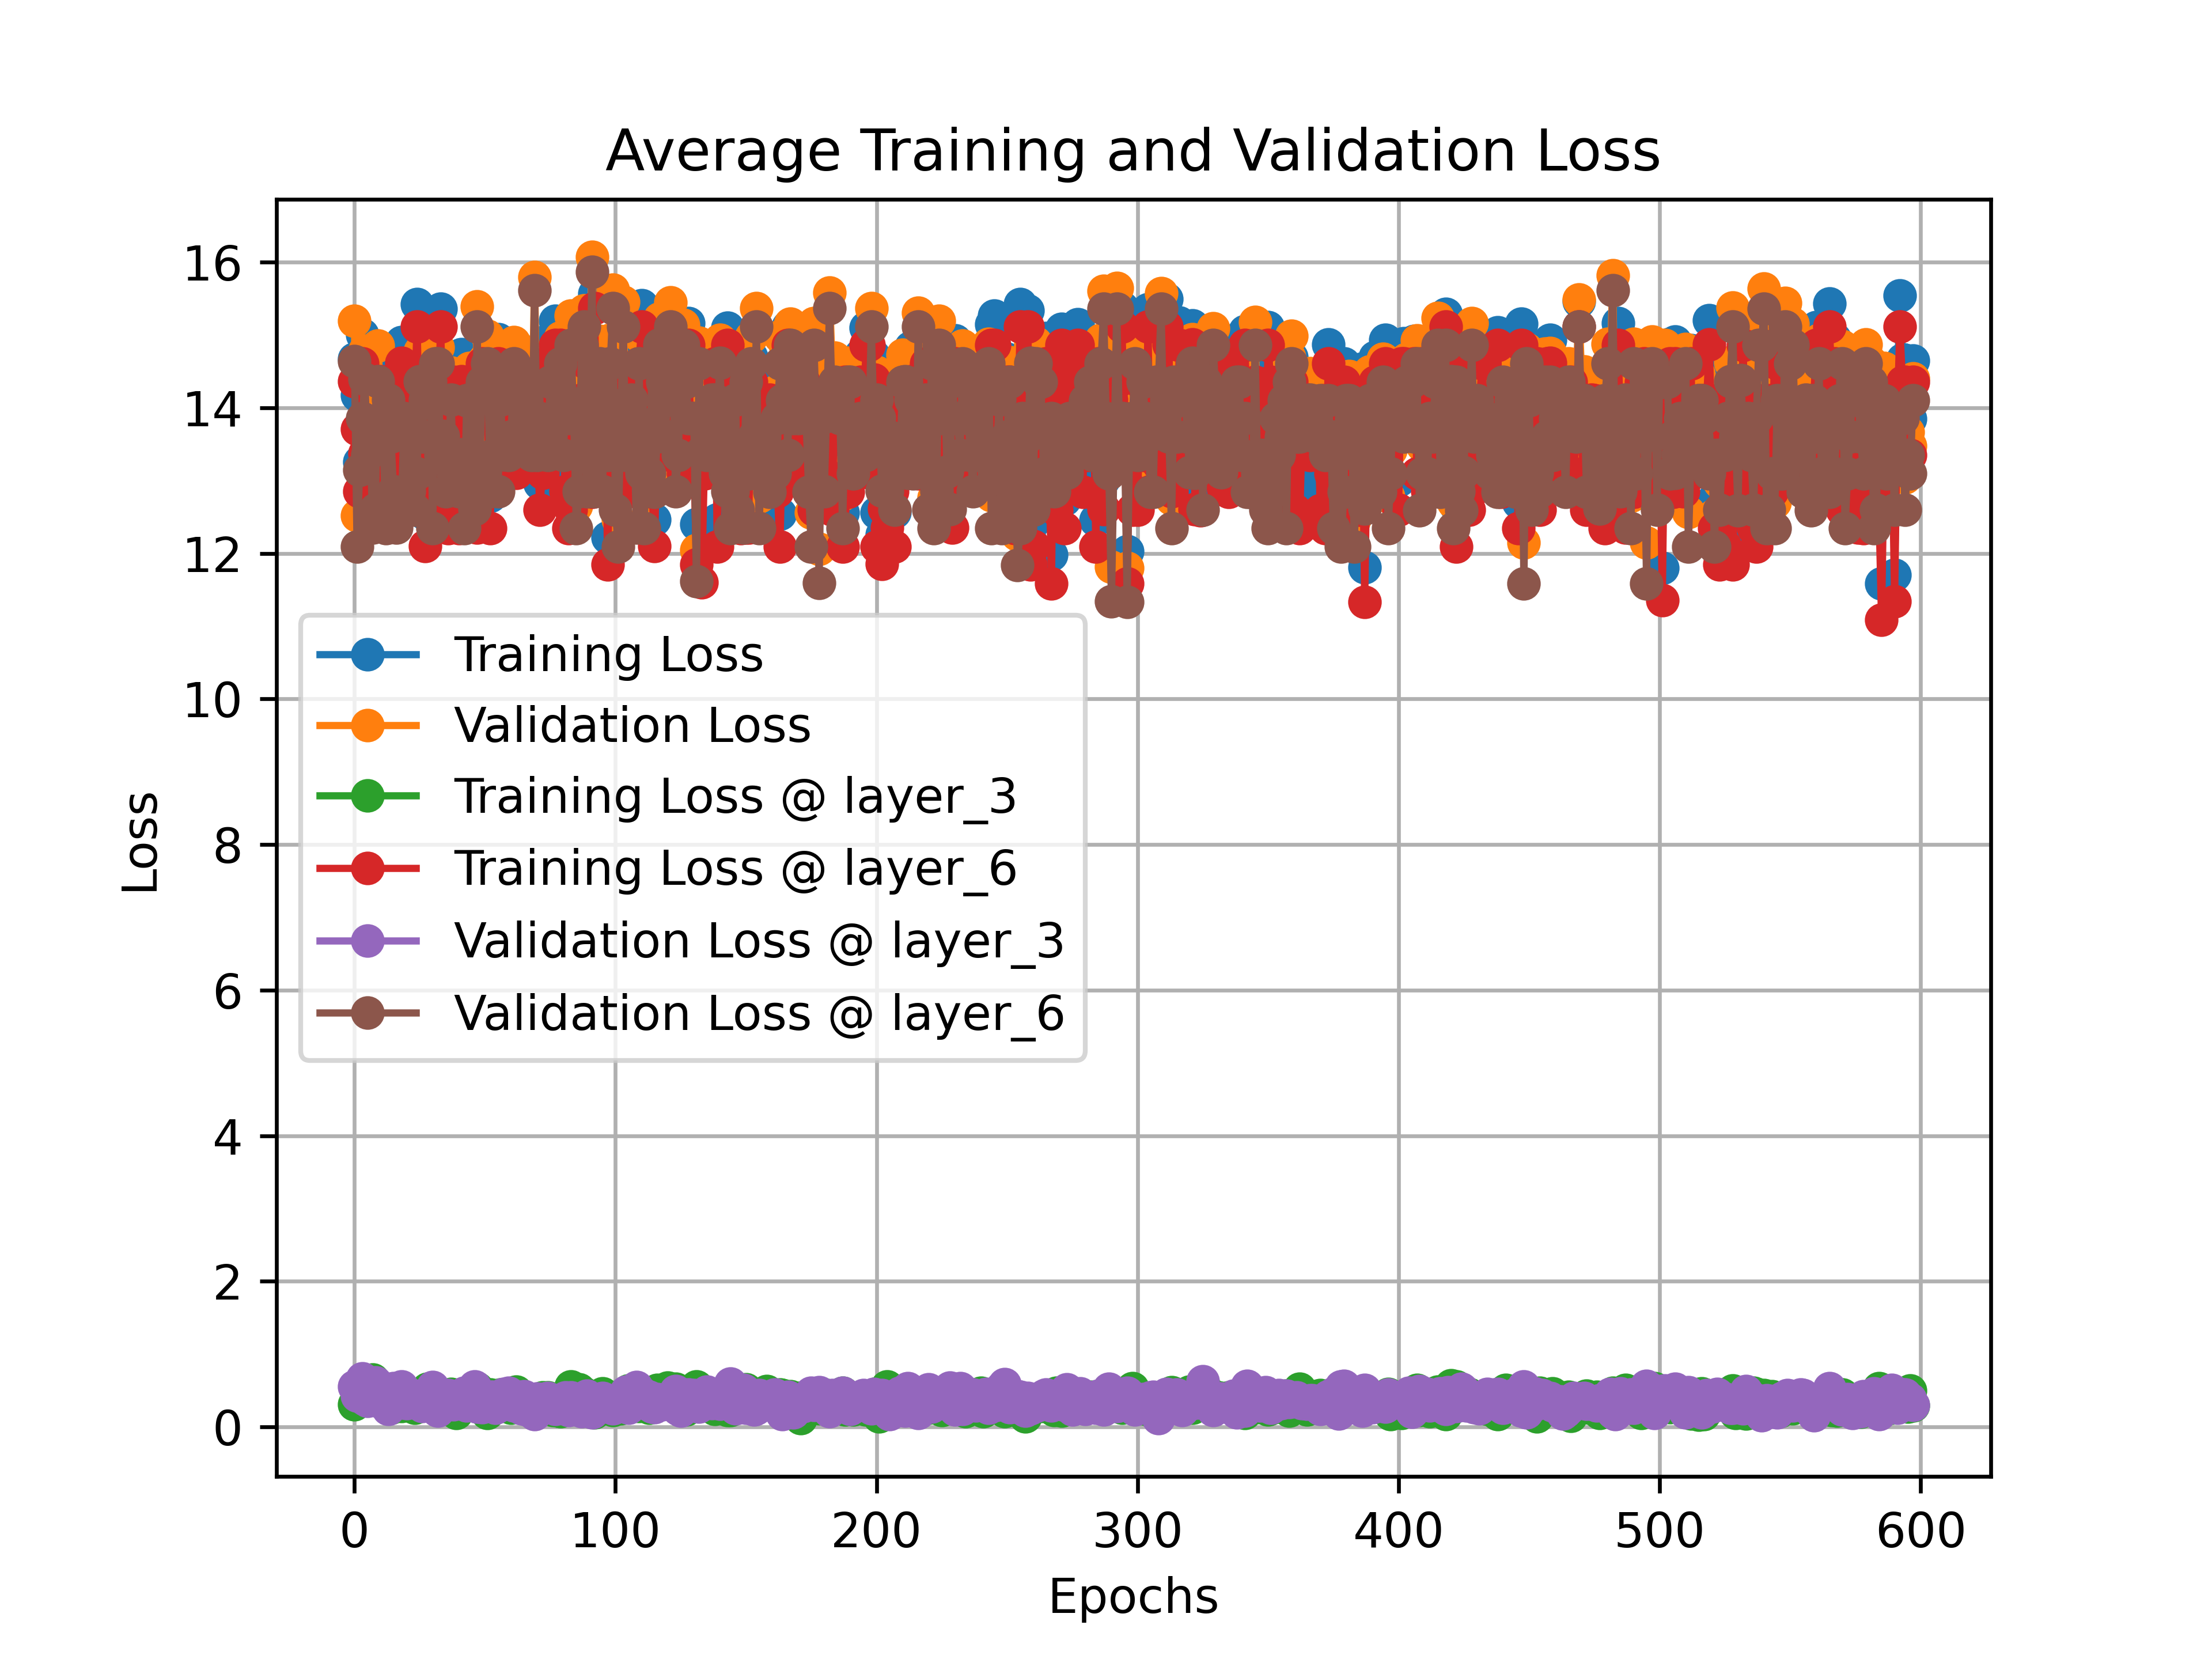 Average Training and Validation Loss
16
14
12
10
8
6
4
2
0
Loss
Training Loss
Validation Loss
Training Loss @ layer_3
Training Loss @ layer_6
Validation Loss @ layer_3
Validation Loss @ layer_6
0 100 200 300 400 500 600
Epochs